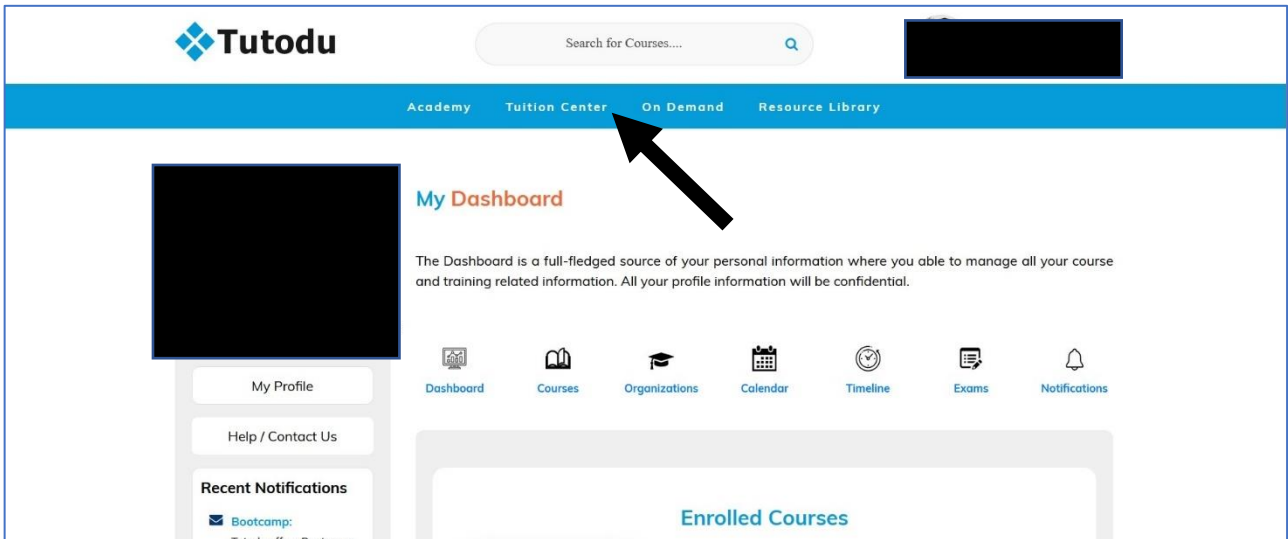 Tutodu
Search for Courses....
Academy Tuition Center On Demand Resource Library
My Dashboard
The Dashboard is a full-fledged source of your personal information where you able to manage all your course
and training related information. All your profile information will be confidential.
Dashboard Courses Organizations Calendar Timeline Exams Notifications
My Profile
Help / Contact Us
Recent Notifications
Bootcamp:
Enrolled Courses